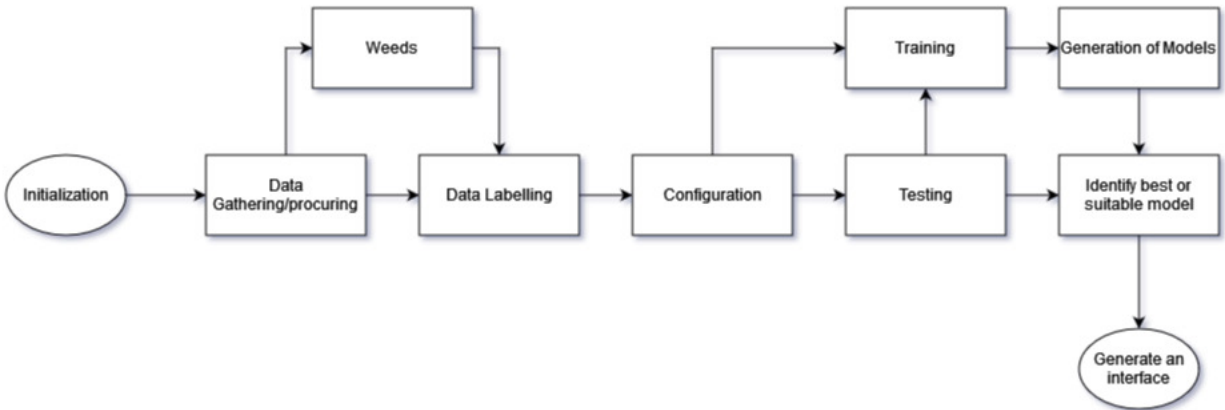 Weeds
Training
Generation of Models
Initialization
Data
Gathering/procuring
Data Labelling
Configuration
Testing
Identify best or
suitable model
Generate an
interface